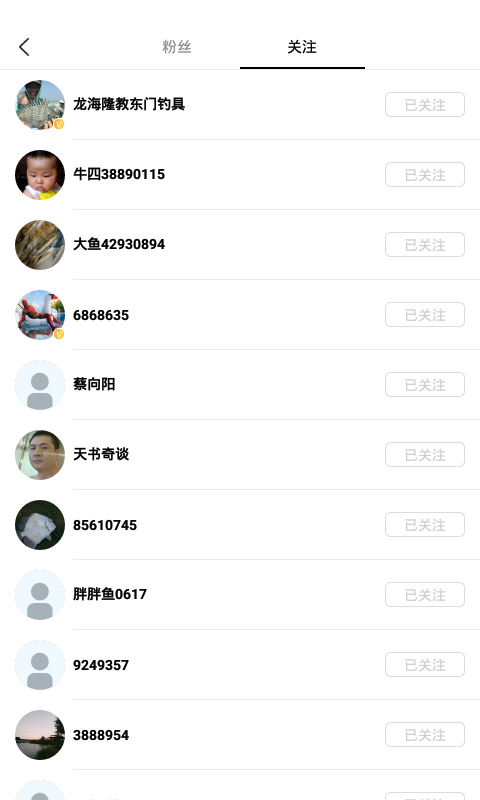 粉丝
关注
龙海隆教东门钓具
已关注
牛四38890115
已关注
大鱼42930894
已关注
6868635
已关注
蔡向阳
已关注
天书奇谈
已关注
85610745
已关注
胖胖鱼0617
已关注
9249357
已关注
3888954
已关注